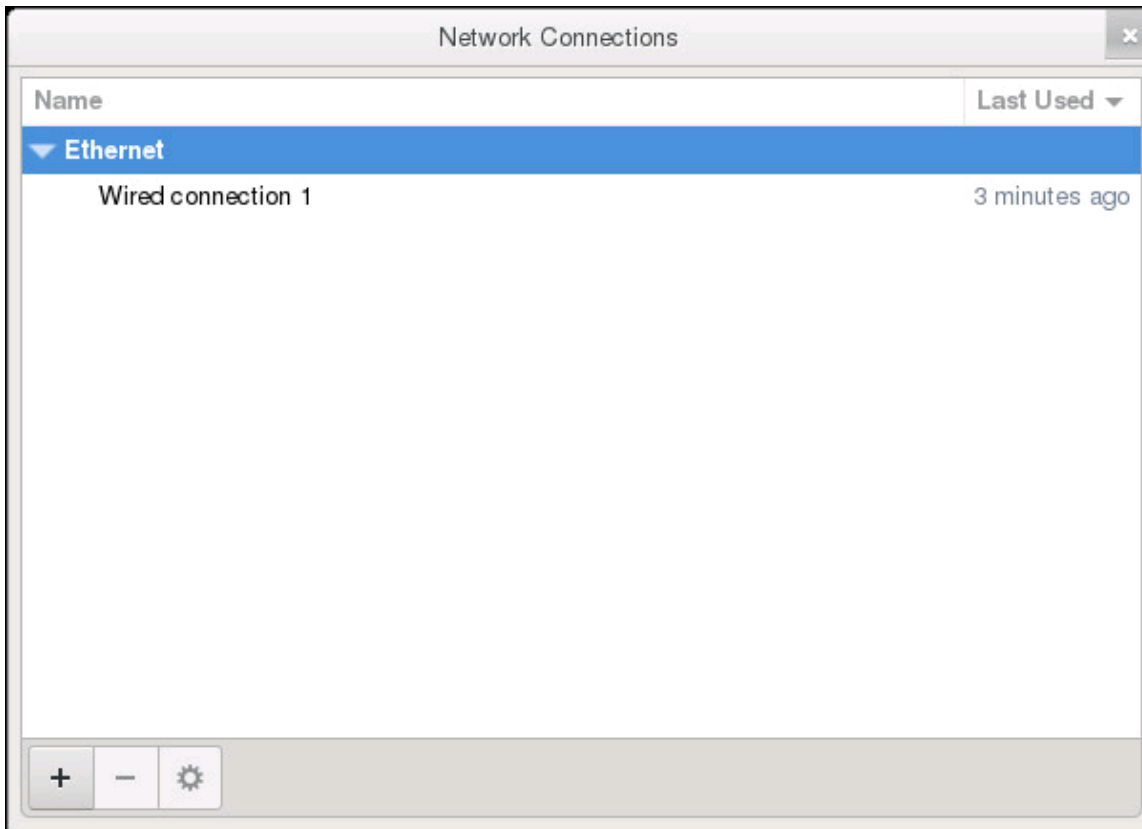 Network Connections
Name Last Used
Ethernet
Wired connection 1 3 minutes ago